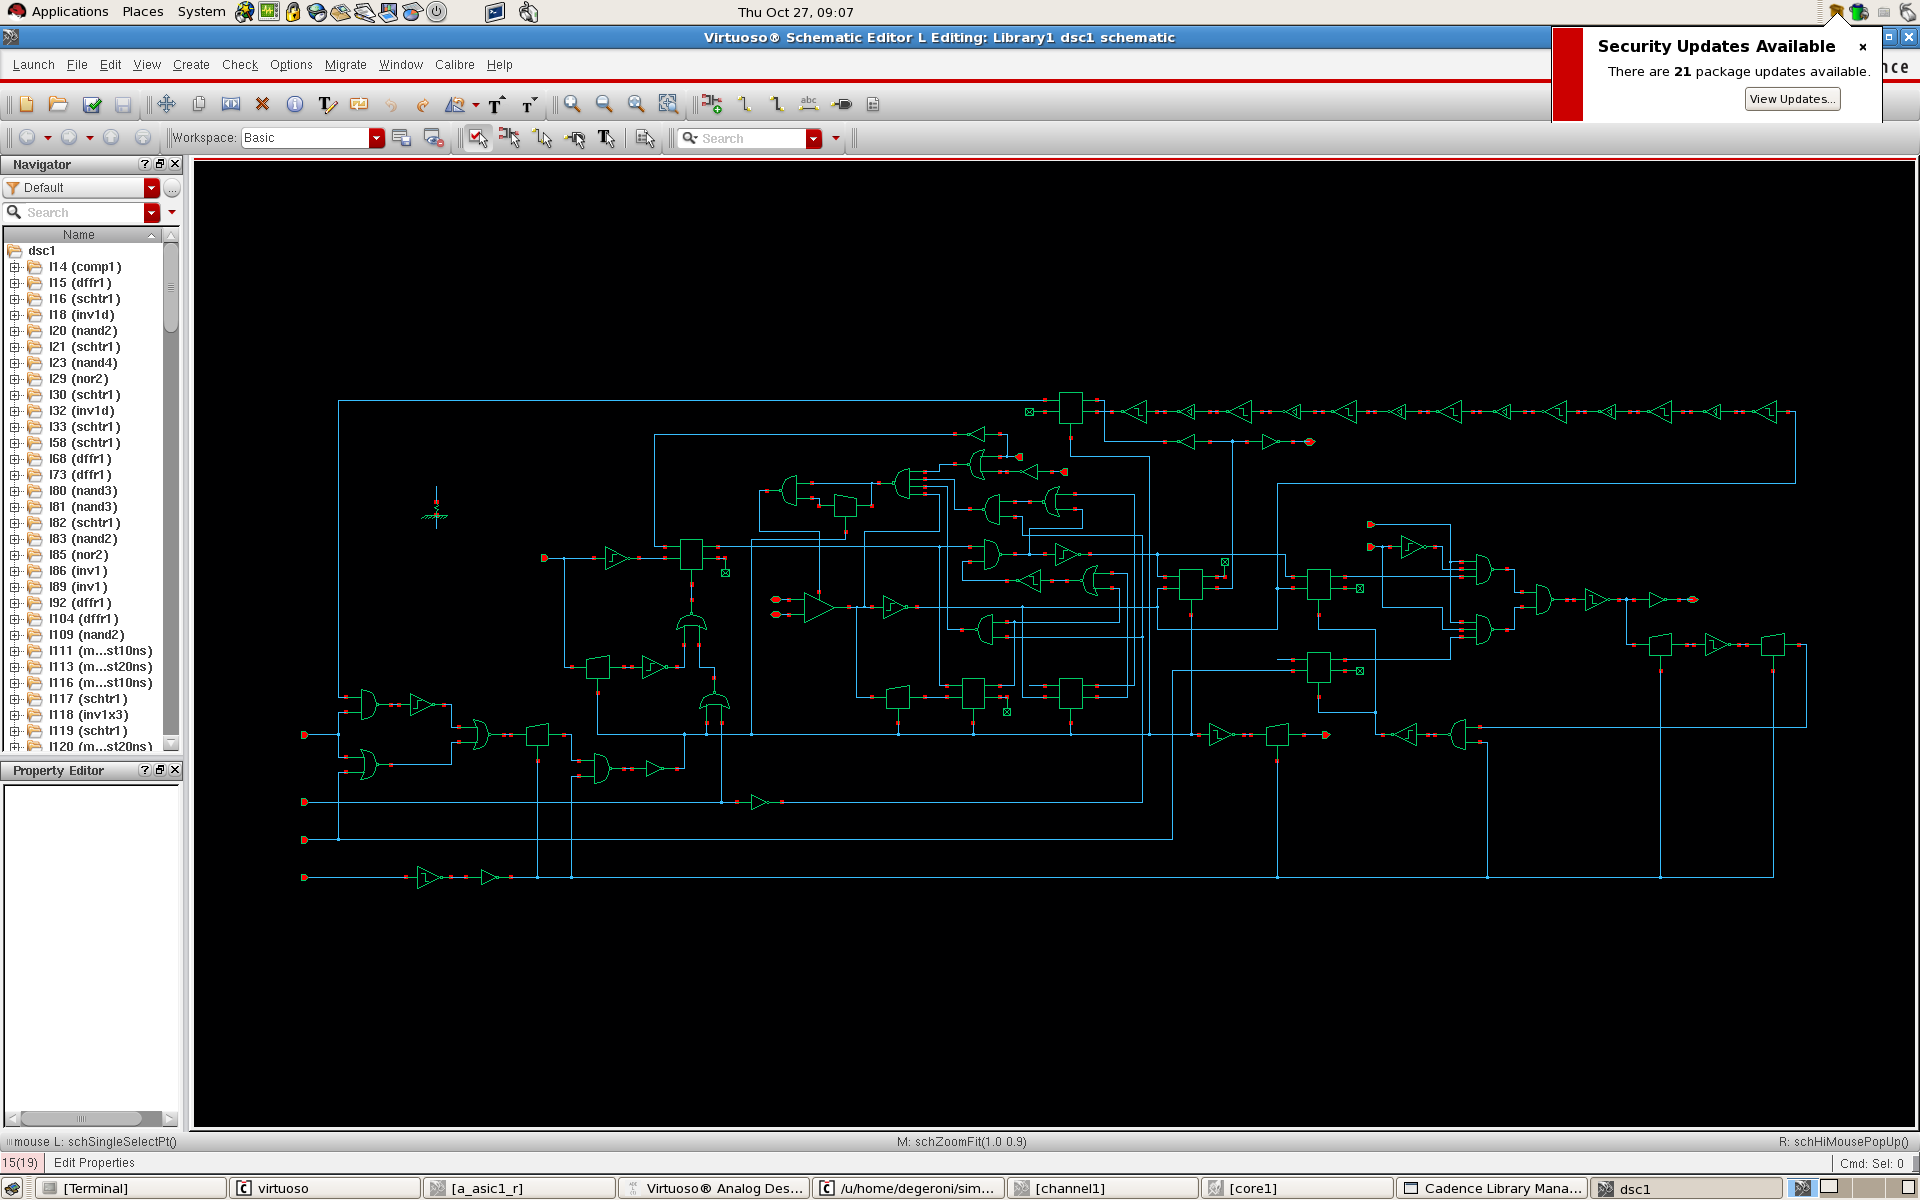 Applications Places System
Thu Oct 27, 09:07
Virtuoso® Schematic Editor L Editing: Library1 dsc1 schematic
Security Updates Available
There are 21 package updates available.
View Updates...
Launch File Edit View Create Check Options Migrate Window Calibre Help
nce
abc
Workspace: Basic
Search
Navigator
Default
Search
Name
dsc1
I14 (comp1)
I15 (dffr1)
I16 (schtr1)
I18 (inv1d)
I20 (nand2)
I21 (schtr1)
I23 (nand4)
I29 (nor2)
I30 (schtr1)
I32 (inv1d)
I33 (schtr1)
I58 (schtr1)
I68 (dffr1)
I73 (dffr1)
I80 (nand3)
I81 (nand3)
I82 (schtr1)
I83 (nand2)
I85 (nor2)
I86 (inv1)
I89 (inv1)
I92 (dffr1)
I104 (dffr1)
I109 (nand2)
I111 (m...st10ns)
I113 (m...st20ns)
I116 (m...st10ns)
I117 (schtr1)
I118 (inv1x3)
I119 (schtr1)
I120 (m...st20ns)
Property Editor
mouse L: schSingleSelectPt()
M: schZoomFit(1.0 0.9)
R: schHiMousePopUp()
15(19)
Edit Properties
Cmd: Sel: 0
[Terminal]
virtuoso
[a_asic1_r]
Virtuoso® Analog Des...
/u/home/degeroni/sim...
[channel1]
[core1]
Cadence Library Mana...
dsc1